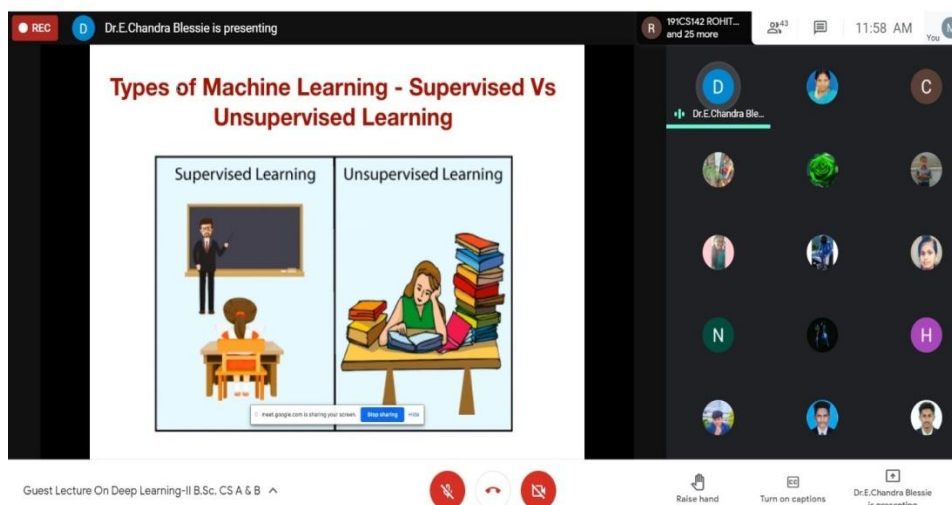 REC
D
Dr.E.Chandra Blessie is presenting
R
191CS142 ROHIT...
and 25 more
43
11:58 AM
You
Types of Machine Learning - Supervised Vs
Unsupervised Learning
Supervised Learning
Unsupervised Learning
meet.google.com is sharing your screen.
Stop sharing
Hide
D
C
Dr.E.Chandra Ble...
N
H
Guest Lecture On Deep Learning-II B.Sc. CS A & B
Raise hand
CC
Turn on captions
Dr.E.Chandra Blessie
is presenting